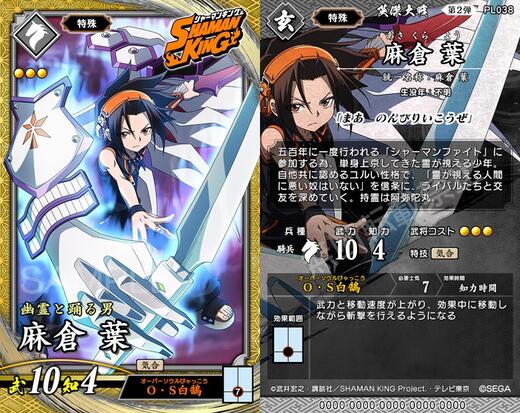 特殊
シャーマンキング
SHAMAN KING
幽霊と踊る男
麻倉 葉
気合
武10知4
オーバーソウルびゃっこう
O・S白鵠
7
玄
特殊
英傑大戦
第2弾
PL038
あさくら よう
麻倉 葉
統一名称:麻倉 葉
生没年 不明
「まあ のんびりいこうぜ」
五百年に一度行われる「シャーマンファイト」に
参加する為、単身上京してきた霊が視える少年。
自他共に認めるユルい性格で、「霊が視える人間
に悪い奴はいない」を信条に、ライバルたちと交
友を深めていく。持霊は阿弥陀丸。
兵種 武力 知力 武将コスト
騎兵 10 4 特技 気合
オーバーソウルびゃっこう
O・S白鵠
必要士気
7
効果時間
知力時間
効果範囲
武力と移動速度が上がり、効果中に移動し
ながら斬撃を行えるようになる
©武井宏之・講談社/SHAMAN KING Project.・テレビ東京 ©SEGA
0000-0000-0000-0000-0000